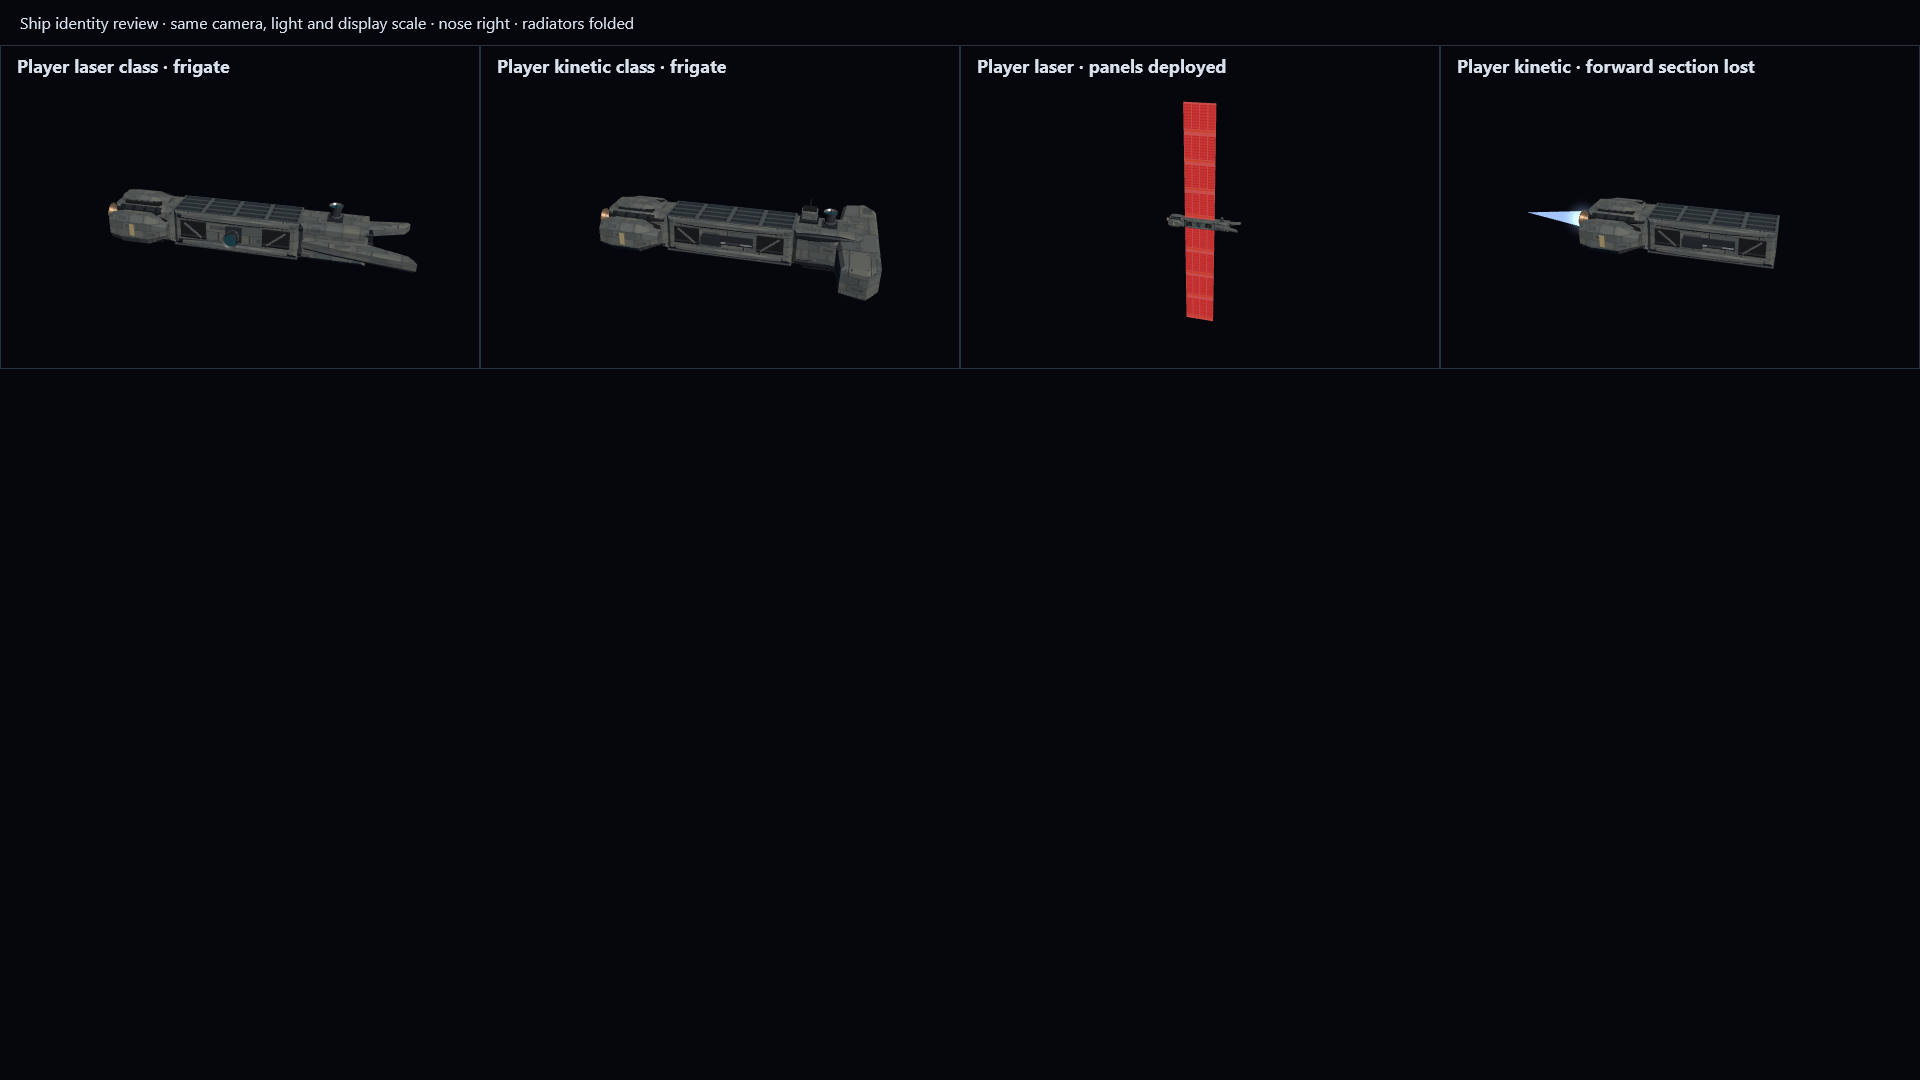 Ship identity review · same camera, light and display scale · nose right · radiators folded
Player laser class · frigate
Player kinetic class · frigate
Player laser · panels deployed
Player kinetic · forward section lost